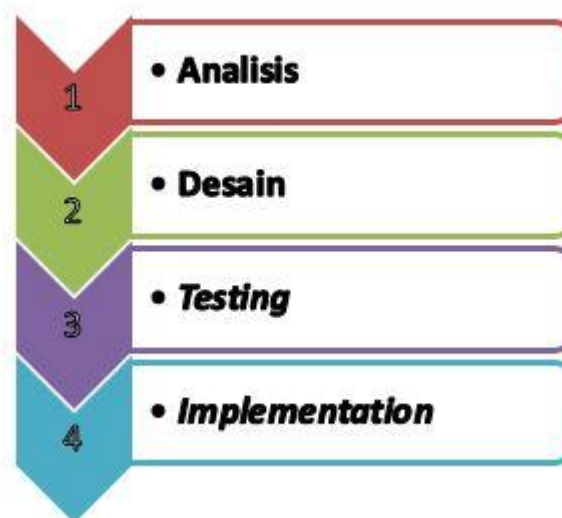 1
• Analisis
2
• Desain
3
• Testing
4
• Implementation